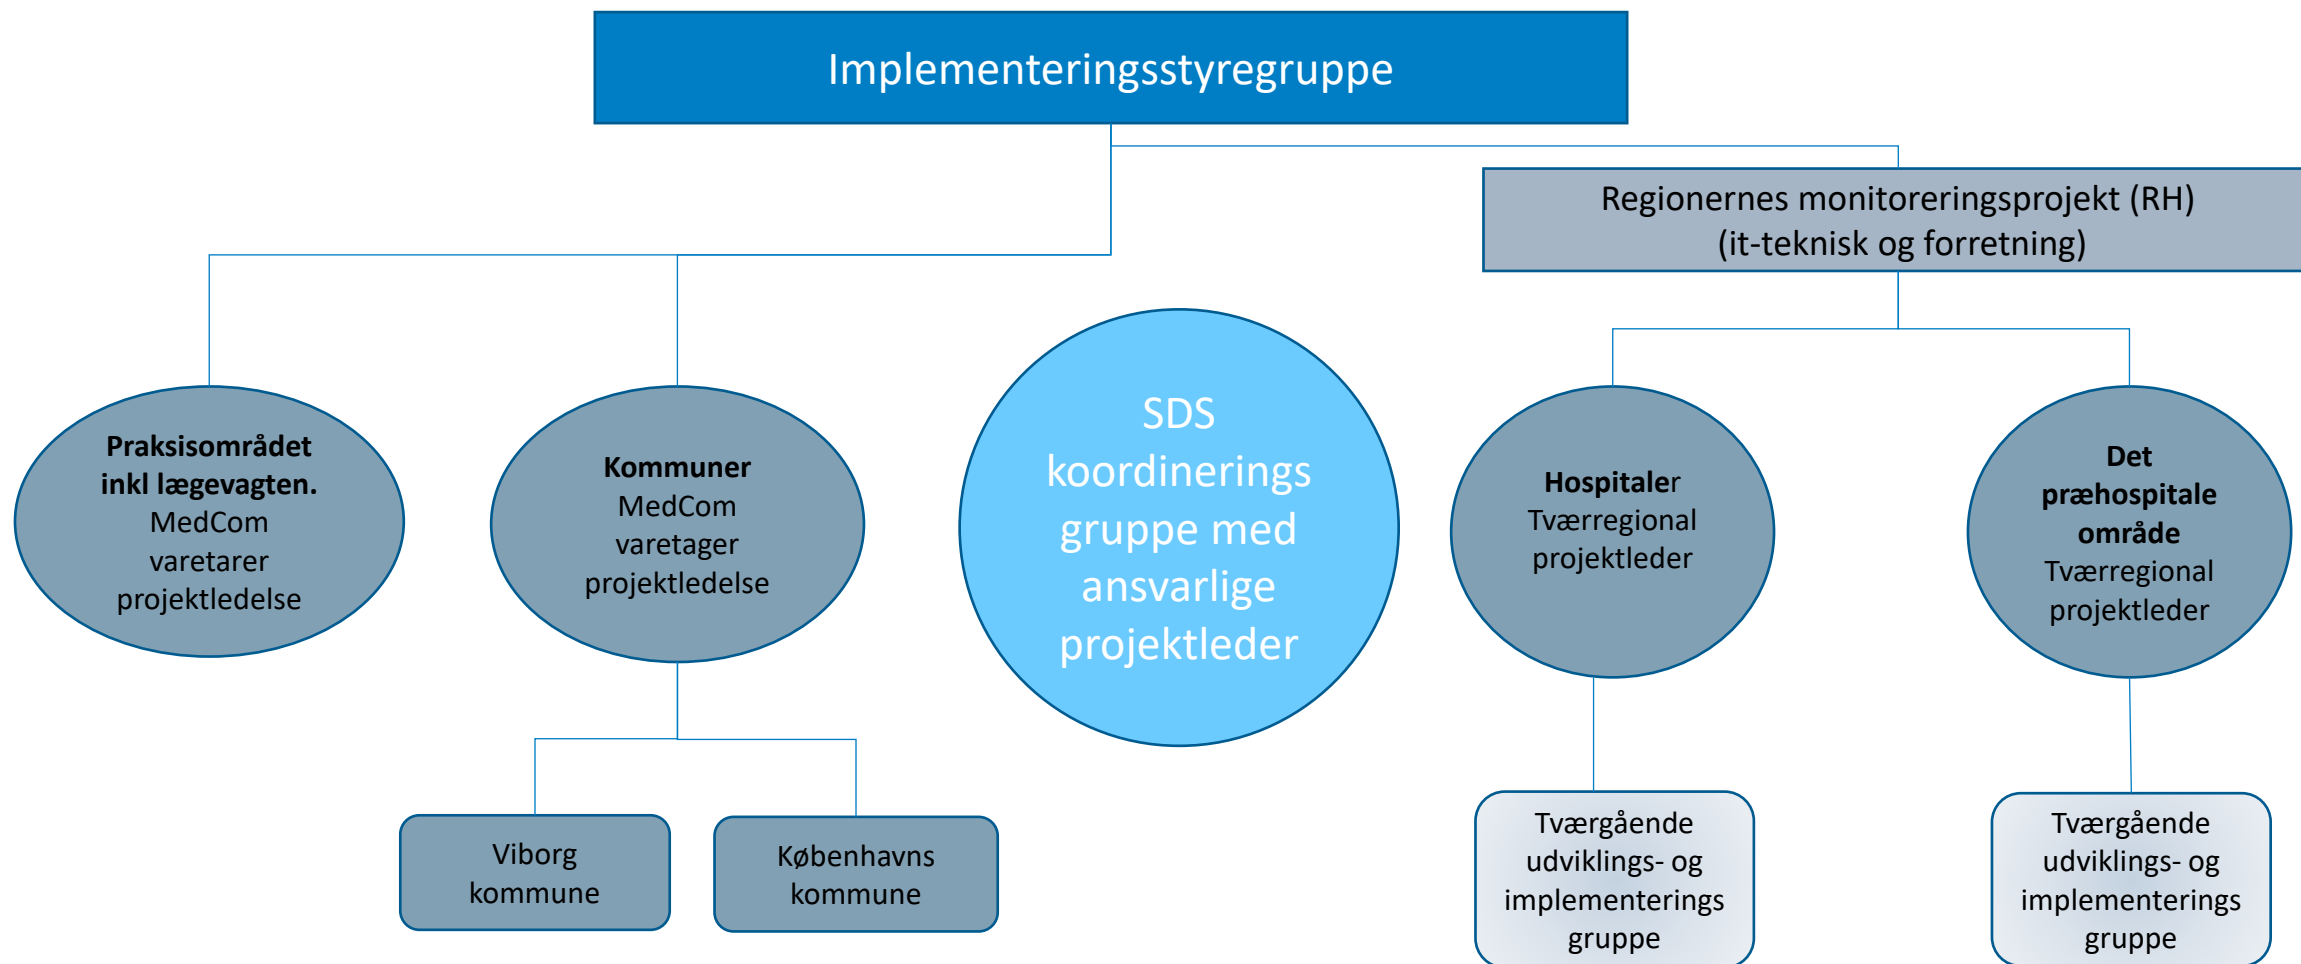 Implementeringsstyregruppe
Regionernes monitoreringsprojekt (RH)
(it-teknisk og forretning)
Praksisområdet
inkl lægevagten.
MedCom
varetarer
projektledelse
Kommuner
MedCom
varetager
projektledelse
SDS
koordinerings
gruppe med
ansvarlige
projektleder
Hospitaler
Tværregional
projektleder
Det
præhospitale
område
Tværregional
projektleder
Viborg
kommune
Københavns
kommune
Tværgående
udviklings- og
implementerings
gruppe
Tværgående
udviklings- og
implementerings
gruppe